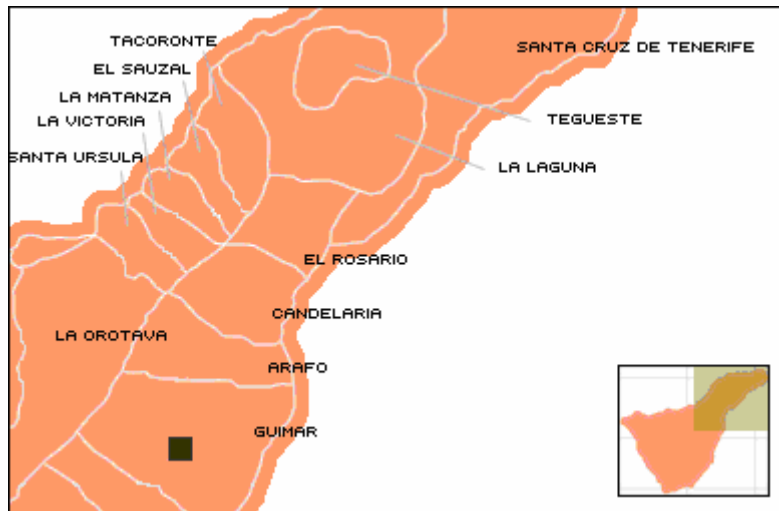 TACORONTE
SANTA CRUZ DE TENERIFE
EL SAUZAL
LA MATANZA
LA VICTORIA
TEGUESTE
SANTA URSULA
LA LAGUNA
EL ROSARIO
CANDELARIA
LA OROTAVA
ARAFO
GUIMAR